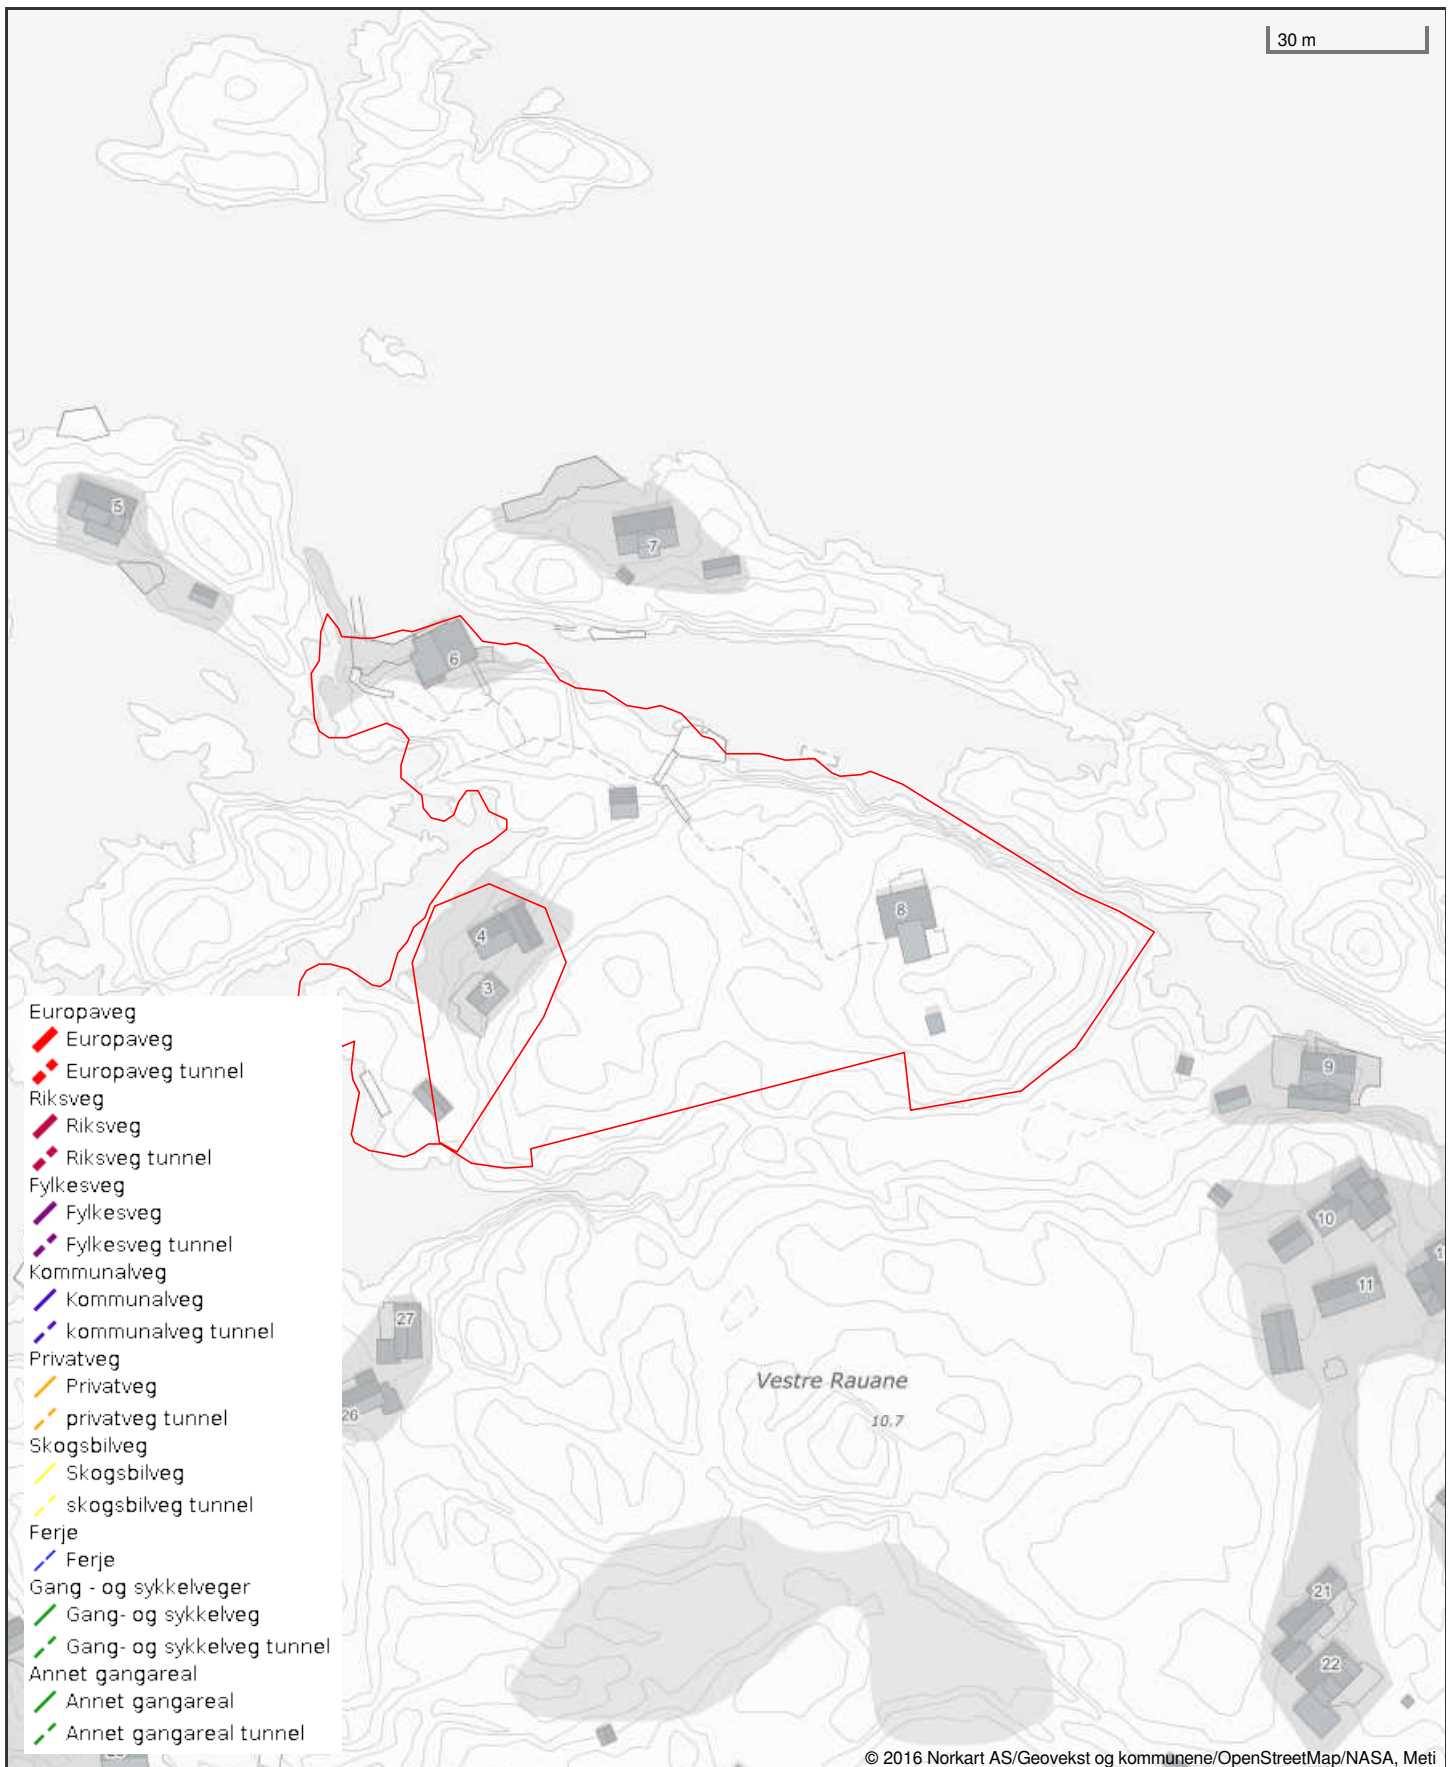 30 m
5
7
6
8
4
3
9
10
11
27
26
Vestre Rauane
10.7
21
22
Europaveg
Europaveg
Europaveg tunnel
Riksveg
Riksveg
Riksveg tunnel
Fylkesveg
Fylkesveg
Fylkesveg tunnel
Kommunalveg
Kommunalveg
kommunalveg tunnel
Privatveg
Privatveg
privatveg tunnel
Skogsbilveg
Skogsbilveg
skogsbilveg tunnel
Ferje
Ferje
Gang - og sykkelveger
Gang- og sykkelveg
Gang- og sykkelveg tunnel
Annet gangareal
Annet gangareal
Annet gangareal tunnel
© 2016 Norkart AS/Geovekst og kommunene/OpenStreetMap/NASA, Meti